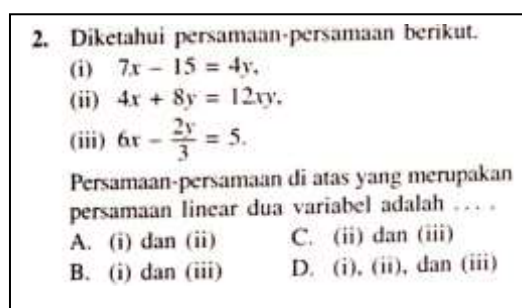 2. Diketahui persamaan-persamaan berikut.
(i) 7x − 15 = 4y,
(ii) 4x + 8y = 12xy,
(iii) 6x − 2y/3 = 5.
Persamaan-persamaan di atas yang merupakan
persamaan linear dua variabel adalah . . . .
A. (i) dan (ii) C. (ii) dan (iii)
B. (i) dan (iii) D. (i), (ii), dan (iii)